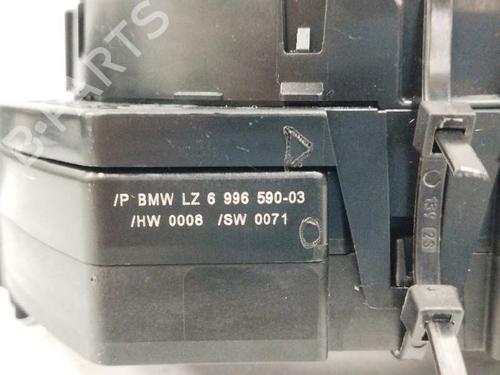 B-PARTS
/P BMW LZ 6 996 590-03
/HW 0008 /SW 0071